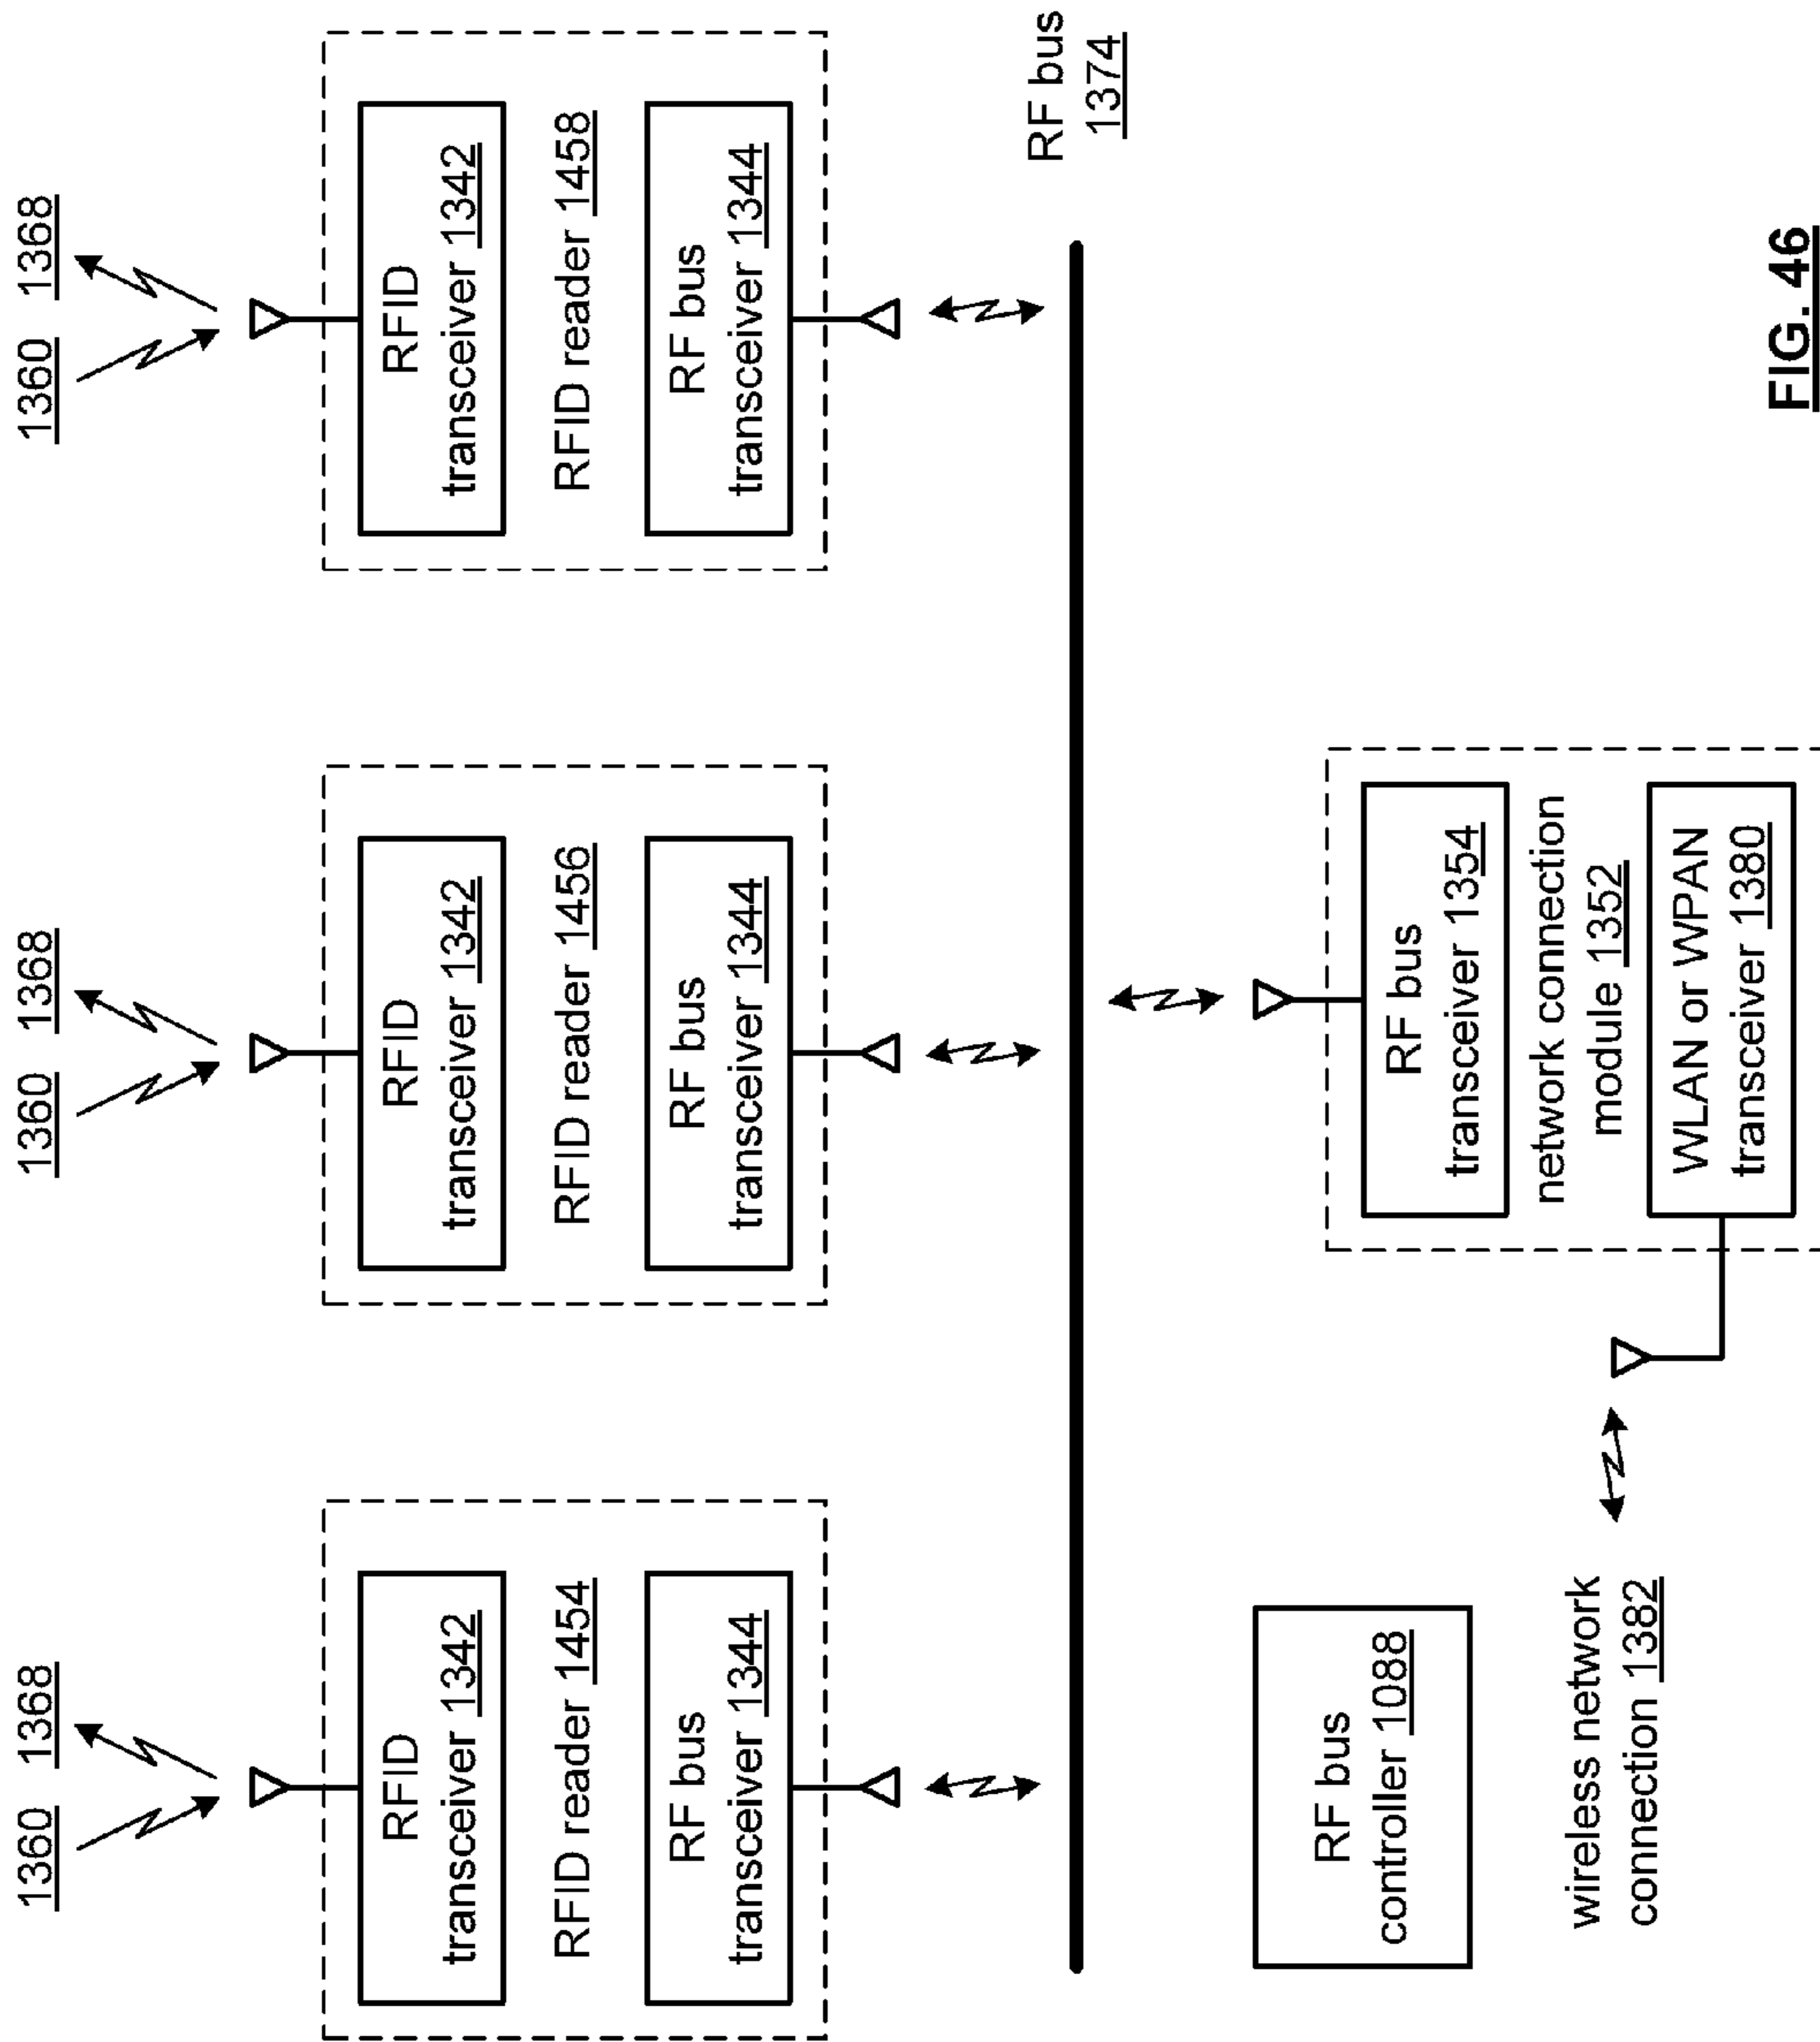 1360 1368
1360 1368
1360 1368
RFID
transceiver 1342
RFID reader 1454
RF bus
transceiver 1344
RFID
transceiver 1342
RFID reader 1456
RF bus
transceiver 1344
RFID
transceiver 1342
RFID reader 1458
RF bus
transceiver 1344
RF bus
1374
RF bus
controller 1088
wireless network
connection 1382
RF bus
transceiver 1354
network connection
module 1352
WLAN or WPAN
transceiver 1380
FIG. 46